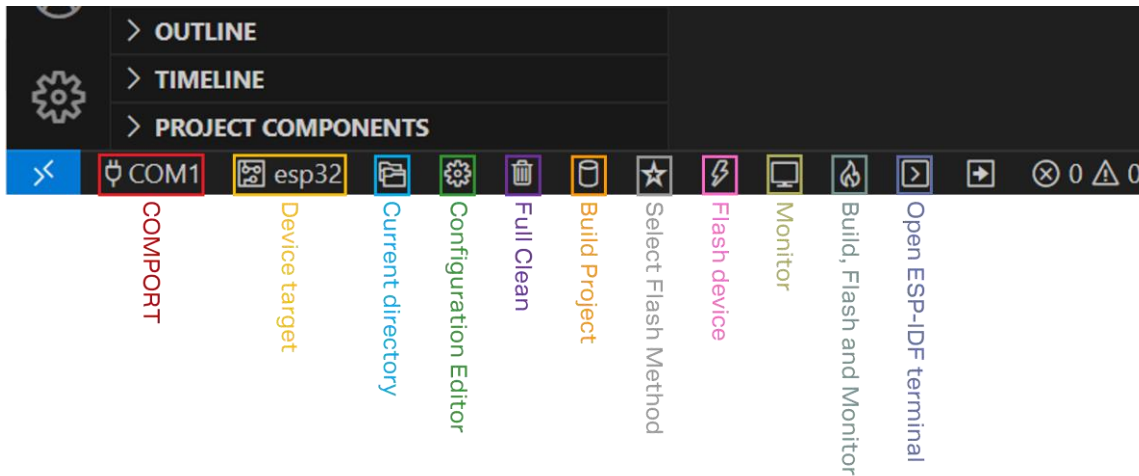 OUTLINE
TIMELINE
PROJECT COMPONENTS
COM1 esp32 0 0
COMPORT
Device target
Current directory
Configuration Editor
Full Clean
Build Project
Select Flash Method
Flash device
Monitor
Build, Flash and Monitor
Open ESP-IDF terminal